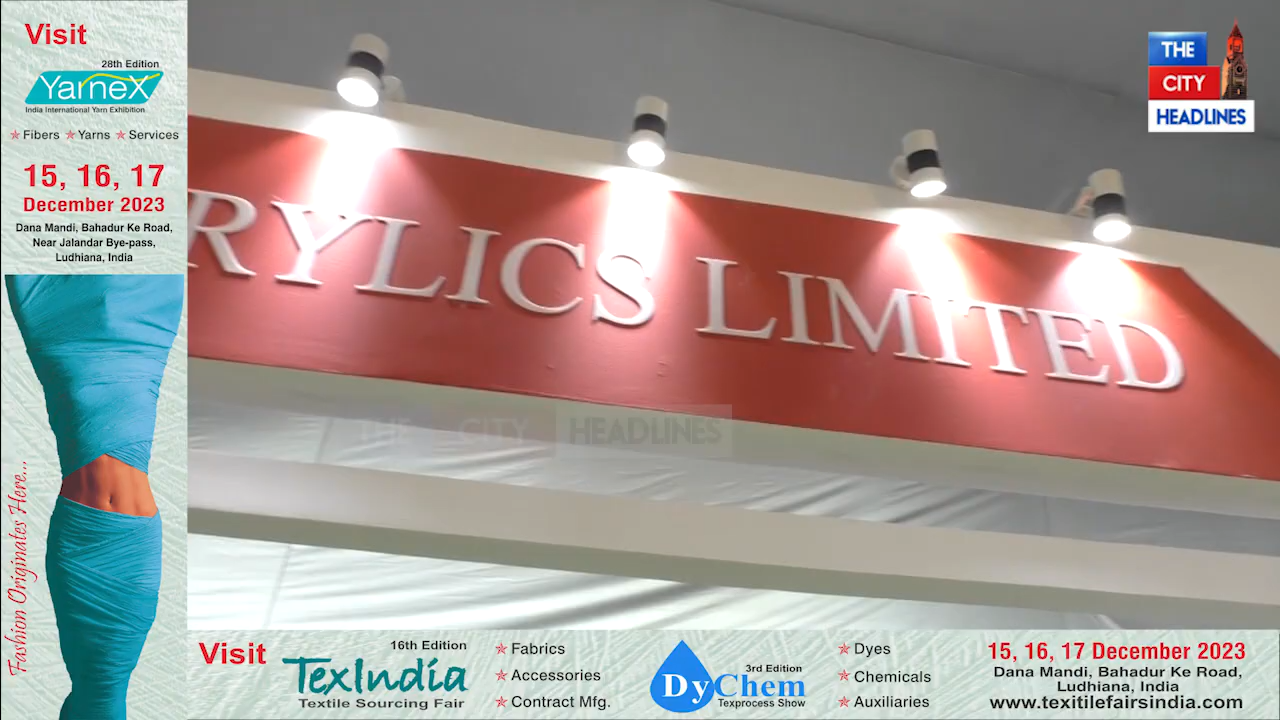 Visit
28th Edition
YarneX
India International Yarn Exhibition
Fibers Yarns Services
15, 16, 17
December 2023
Dana Mandi, Bahadur Ke Road,
Near Jalandar Bye-pass,
Ludhiana, India
Fashion Originates Here...
THE
CITY
HEADLINES
RYLICS LIMITED
THE CITY HEADLINES
Visit
16th Edition
TexIndia
Textile Sourcing Fair
Fabrics
Accessories
Contract Mfg.
3rd Edition
DyChem
Texprocess Show
Dyes
Chemicals
Auxiliaries
15, 16, 17 December 2023
Dana Mandi, Bahadur Ke Road,
Ludhiana, India
www.texitilefairsindia.com